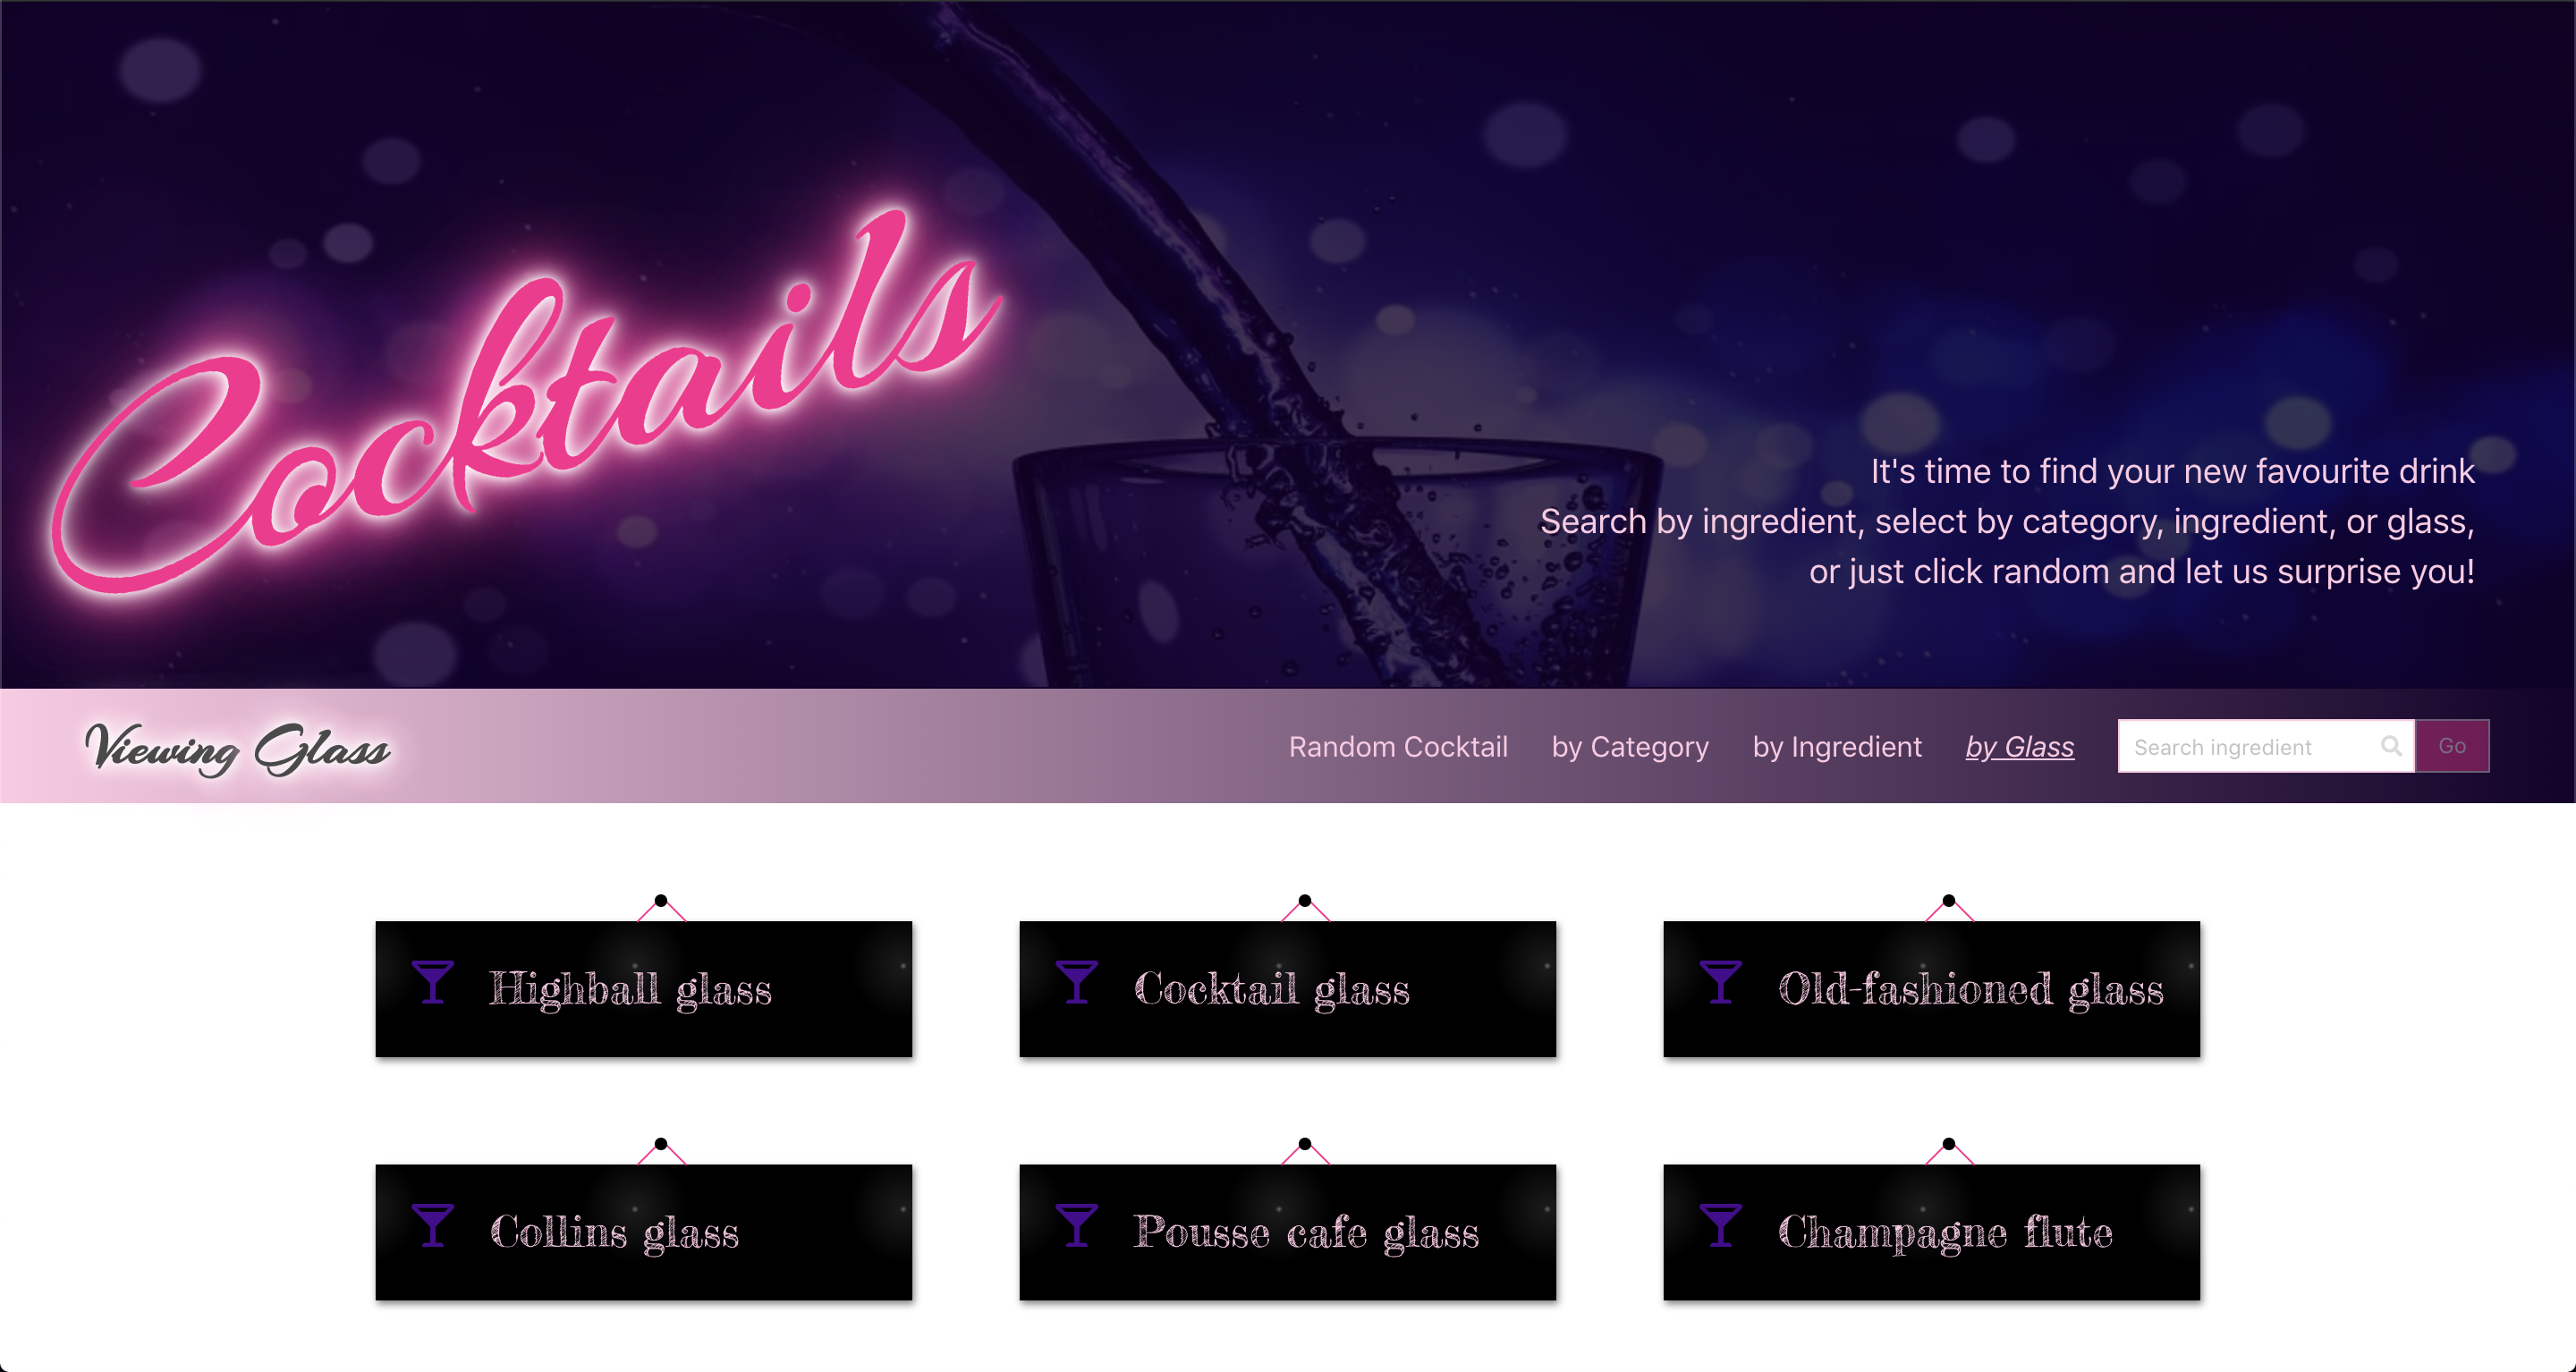 Cocktails
It's time to find your new favourite drink
Search by ingredient, select by category, ingredient, or glass,
or just click random and let us surprise you!
Viewing Glass
Random Cocktail
by Category
by Ingredient
by Glass
Search ingredient
Go
Highball glass
Cocktail glass
Old-fashioned glass
Collins glass
Pousse cafe glass
Champagne flute